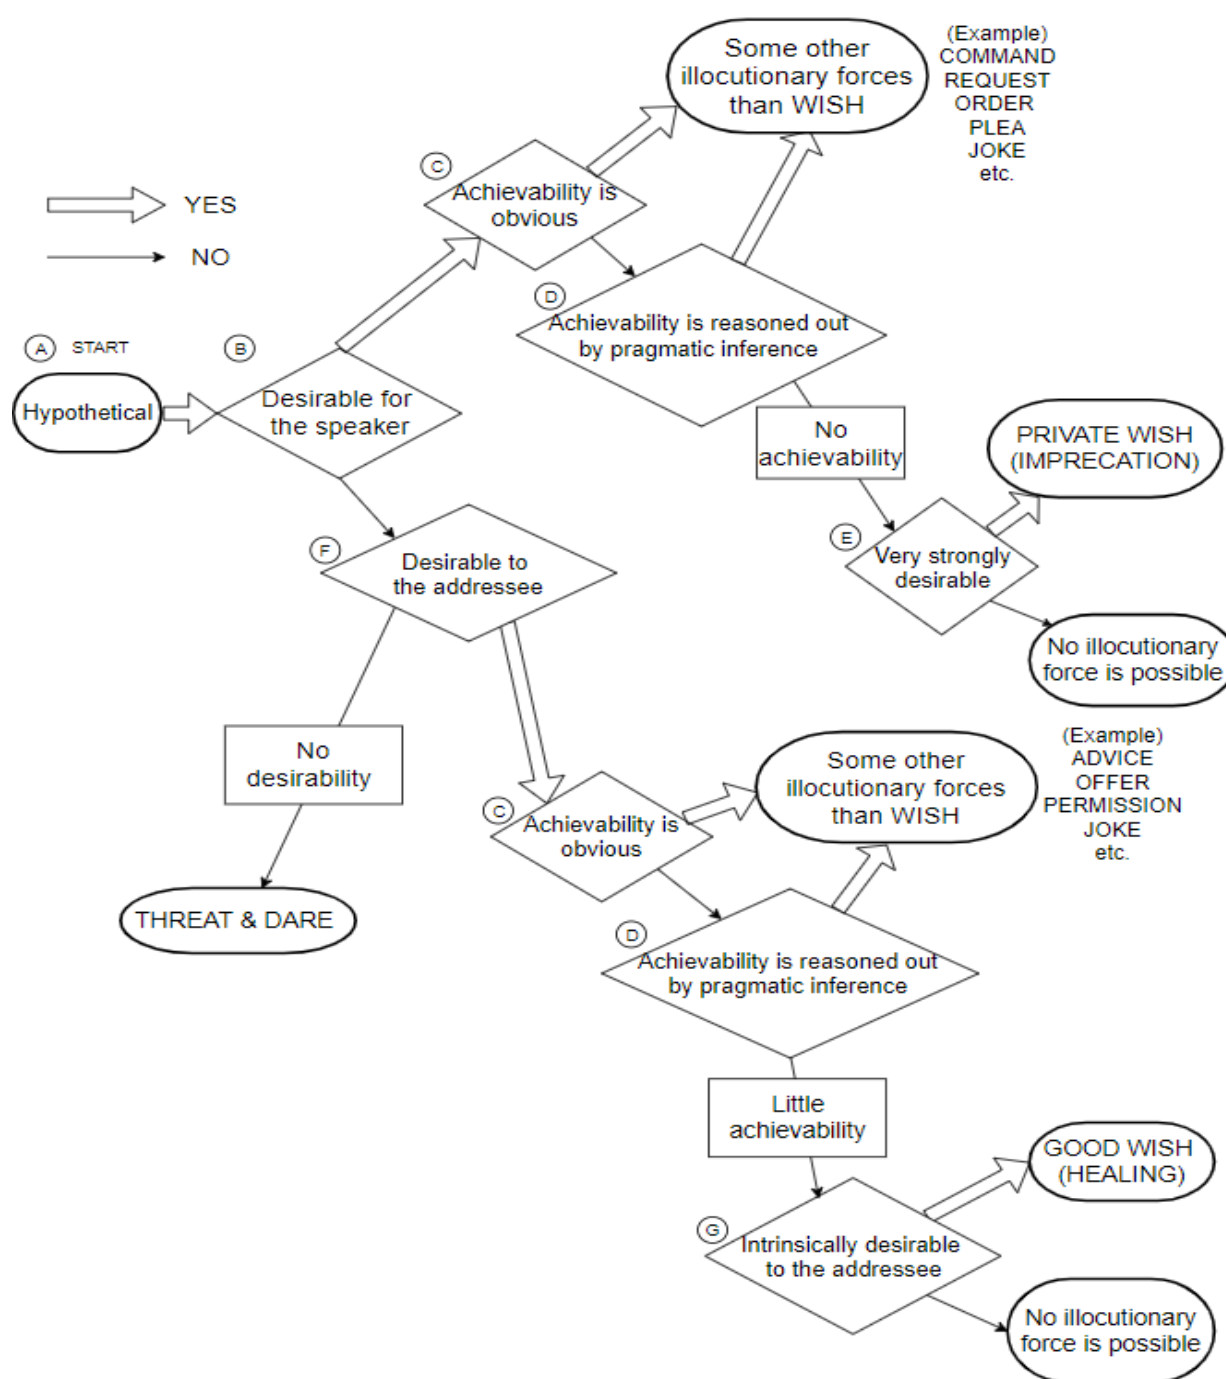 Some other
illocutionary forces
than WISH
(Example)
COMMAND
REQUEST
ORDER
PLEA
JOKE
etc.
C
Achievability is
obvious
YES
NO
D
Achievability is reasoned out
by pragmatic inference
A START
B
Hypothetical
Desirable for
the speaker
No
achievability
PRIVATE WISH
(IMPRECATION)
E
Very strongly
desirable
F
Desirable to
the addressee
No illocutionary
force is possible
No
desirability
(Example)
ADVICE
OFFER
PERMISSION
JOKE
etc.
Some other
illocutionary forces
than WISH
C
Achievability is
obvious
THREAT & DARE
D
Achievability is reasoned out
by pragmatic inference
Little
achievability
GOOD WISH
(HEALING)
G
Intrinsically desirable
to the addressee
No illocutionary
force is possible